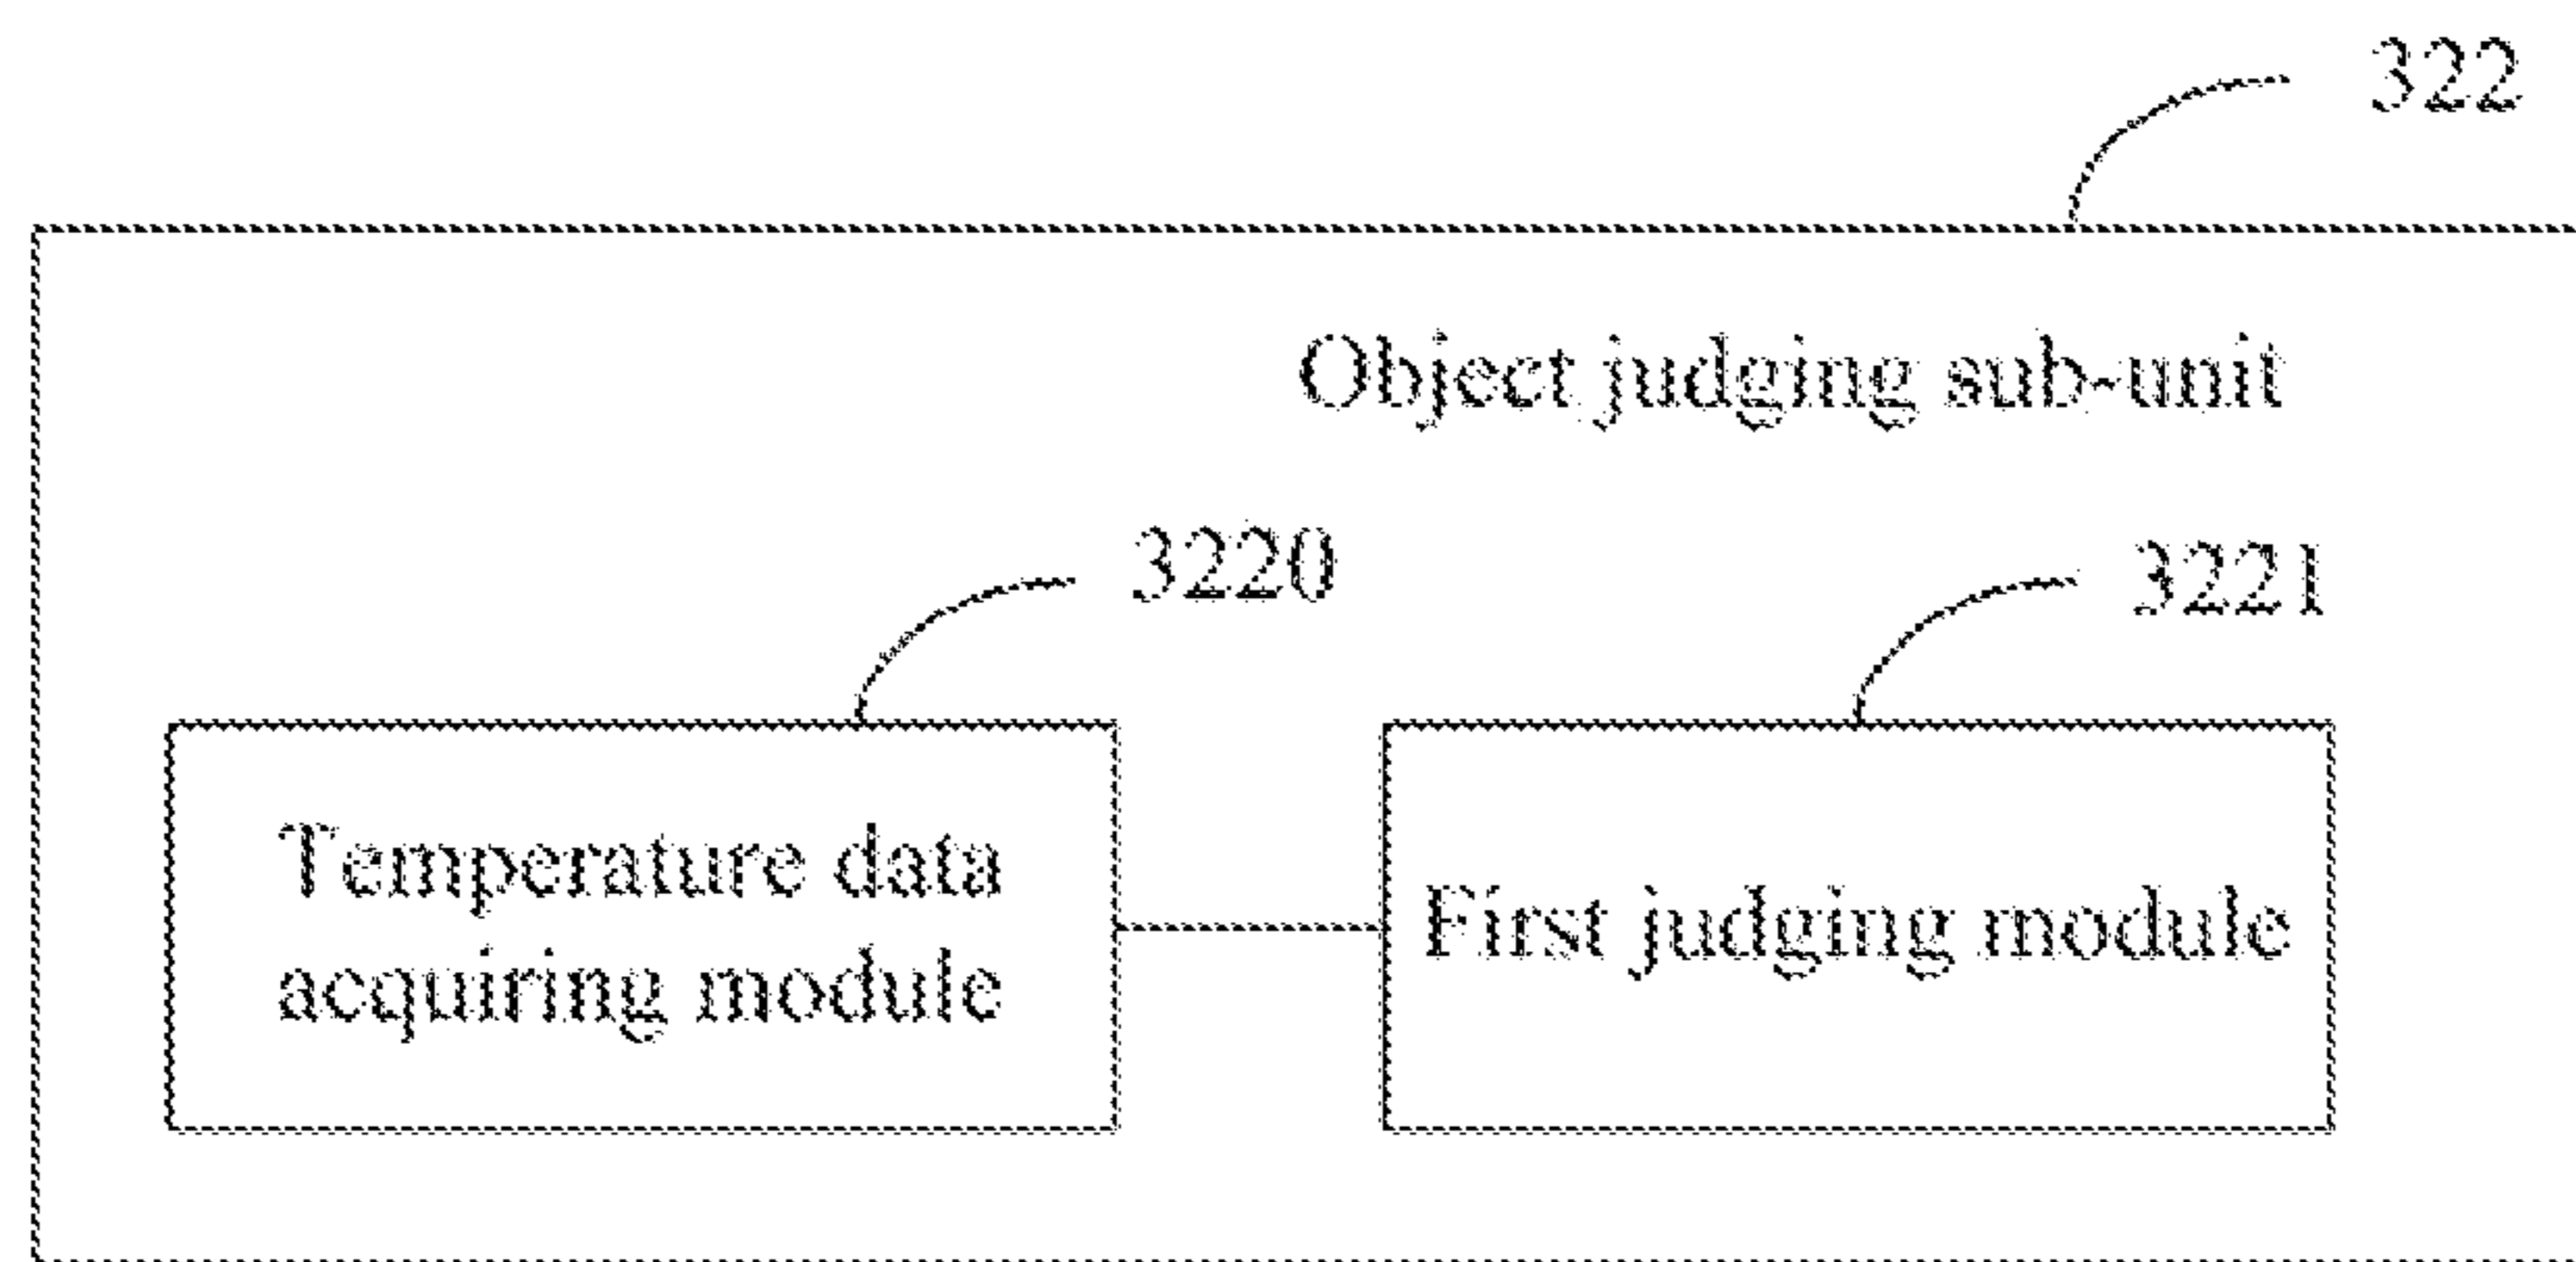 322
Object judging sub-unit
3220
3221
Temperature data
acquiring module
First judging module